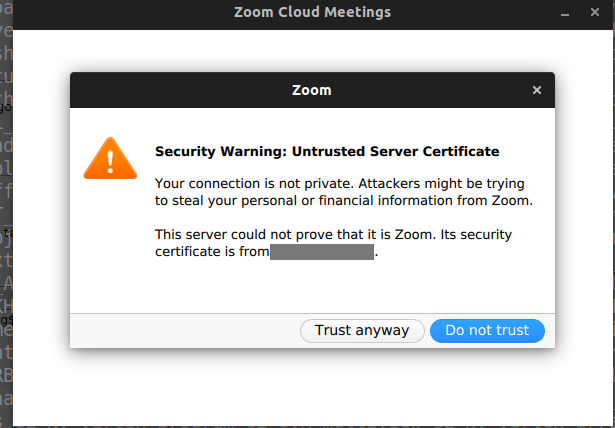 Zoom Cloud Meetings
Zoom
Security Warning: Untrusted Server Certificate
Your connection is not private. Attackers might be trying
to steal your personal or financial information from Zoom.
This server could not prove that it is Zoom. Its security
certificate is from .
Trust anyway
Do not trust